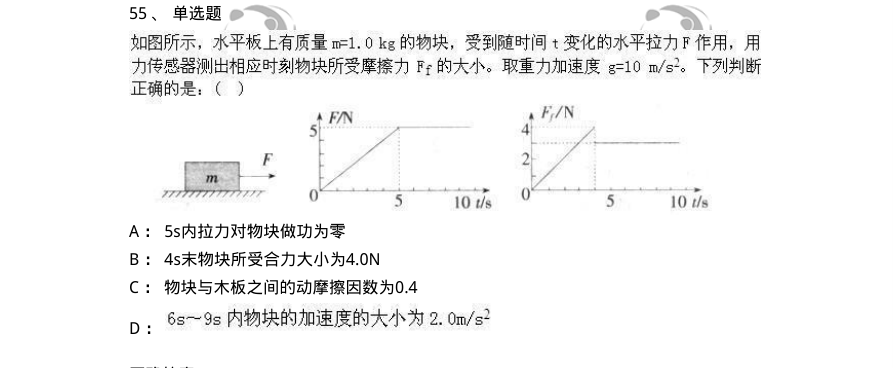 55 、 单选题
如图所示，水平板上有质量 m=1.0 kg 的物块，受到随时间 t 变化的水平拉力 F 作用，用
力传感器测出相应时刻物块所受摩擦力 Ff 的大小。取重力加速度 g=10 m/s²。下列判断
正确的是：（ ）
F
m
F/N
5
0
5
10 t/s
Ff/N
4
2
0
5
10 t/s
A ： 5s内拉力对物块做功为零
B ： 4s末物块所受合力大小为4.0N
C ： 物块与木板之间的动摩擦因数为0.4
D ： 6s～9s 内物块的加速度的大小为 2.0m/s²